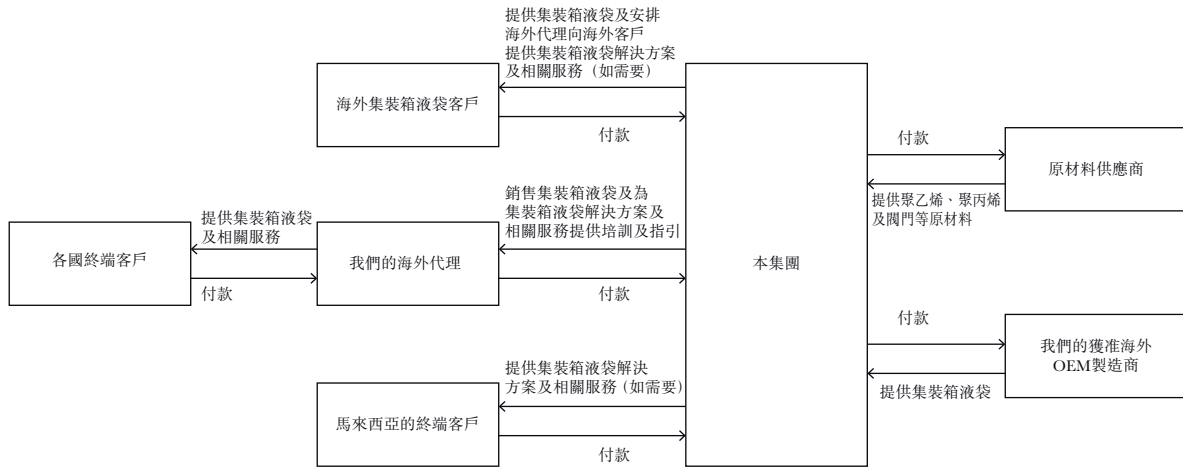 提供集裝箱液袋及安排
海外代理向海外客戶
提供集裝箱液袋解決方案
及相關服務（如需要）
海外集裝箱液袋客戶
付款
付款
原材料供應商
提供聚乙烯、聚丙烯
及閥門等原材料
銷售集裝箱液袋及為
集裝箱液袋解決方案及
相關服務提供培訓及指引
提供集裝箱液袋
及相關服務
各國終端客戶
我們的海外代理
本集團
付款
付款
付款
我們的獲准海外
OEM製造商
提供集裝箱液袋
提供集裝箱液袋解決
方案及相關服務（如需要）
馬來西亞的終端客戶
付款